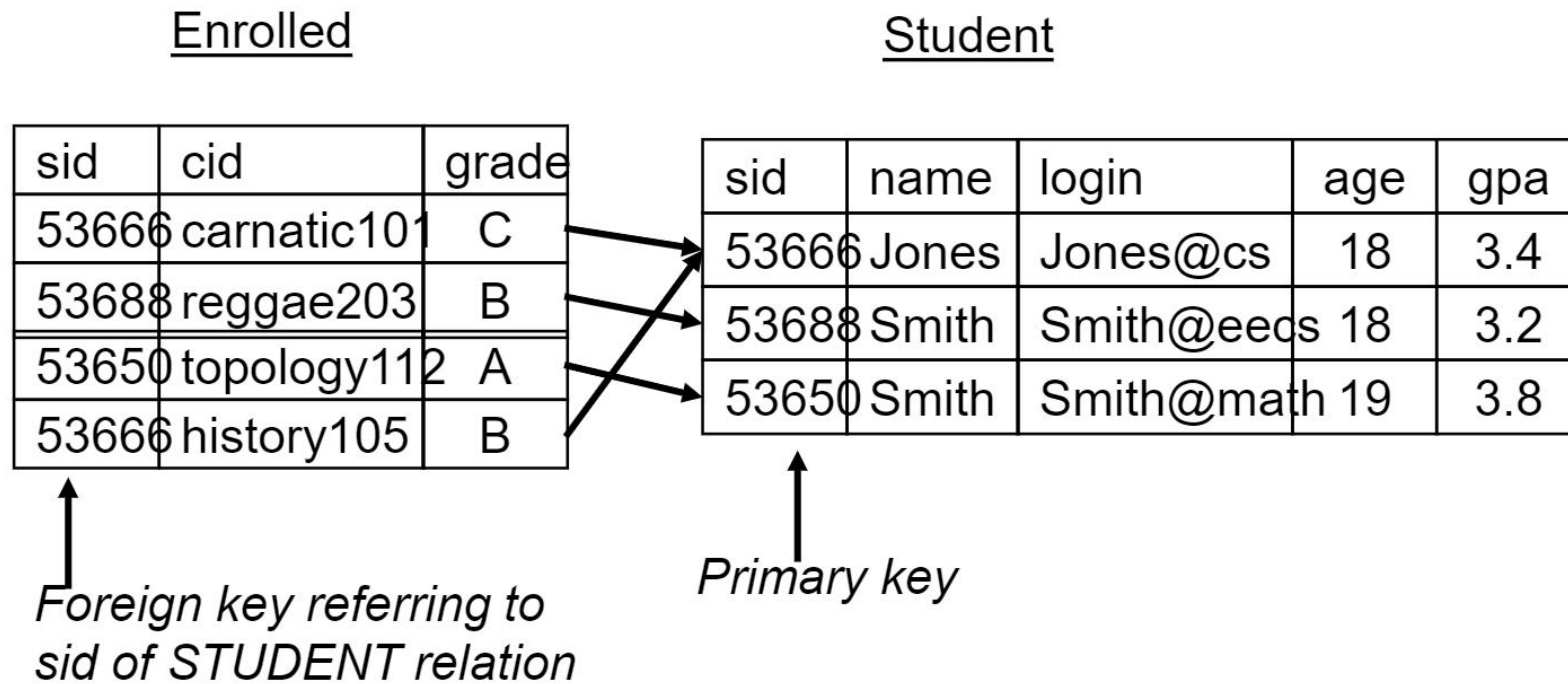 Enrolled
sid cid grade
53666 carnatic101 C
53688 reggae203 B
53650 topology112 A
53666 history105 B
Foreign key referring to
sid of STUDENT relation
Student
sid name login age gpa
53666 Jones Jones@cs 18 3.4
53688 Smith Smith@eecs 18 3.2
53650 Smith Smith@math 19 3.8
Primary key